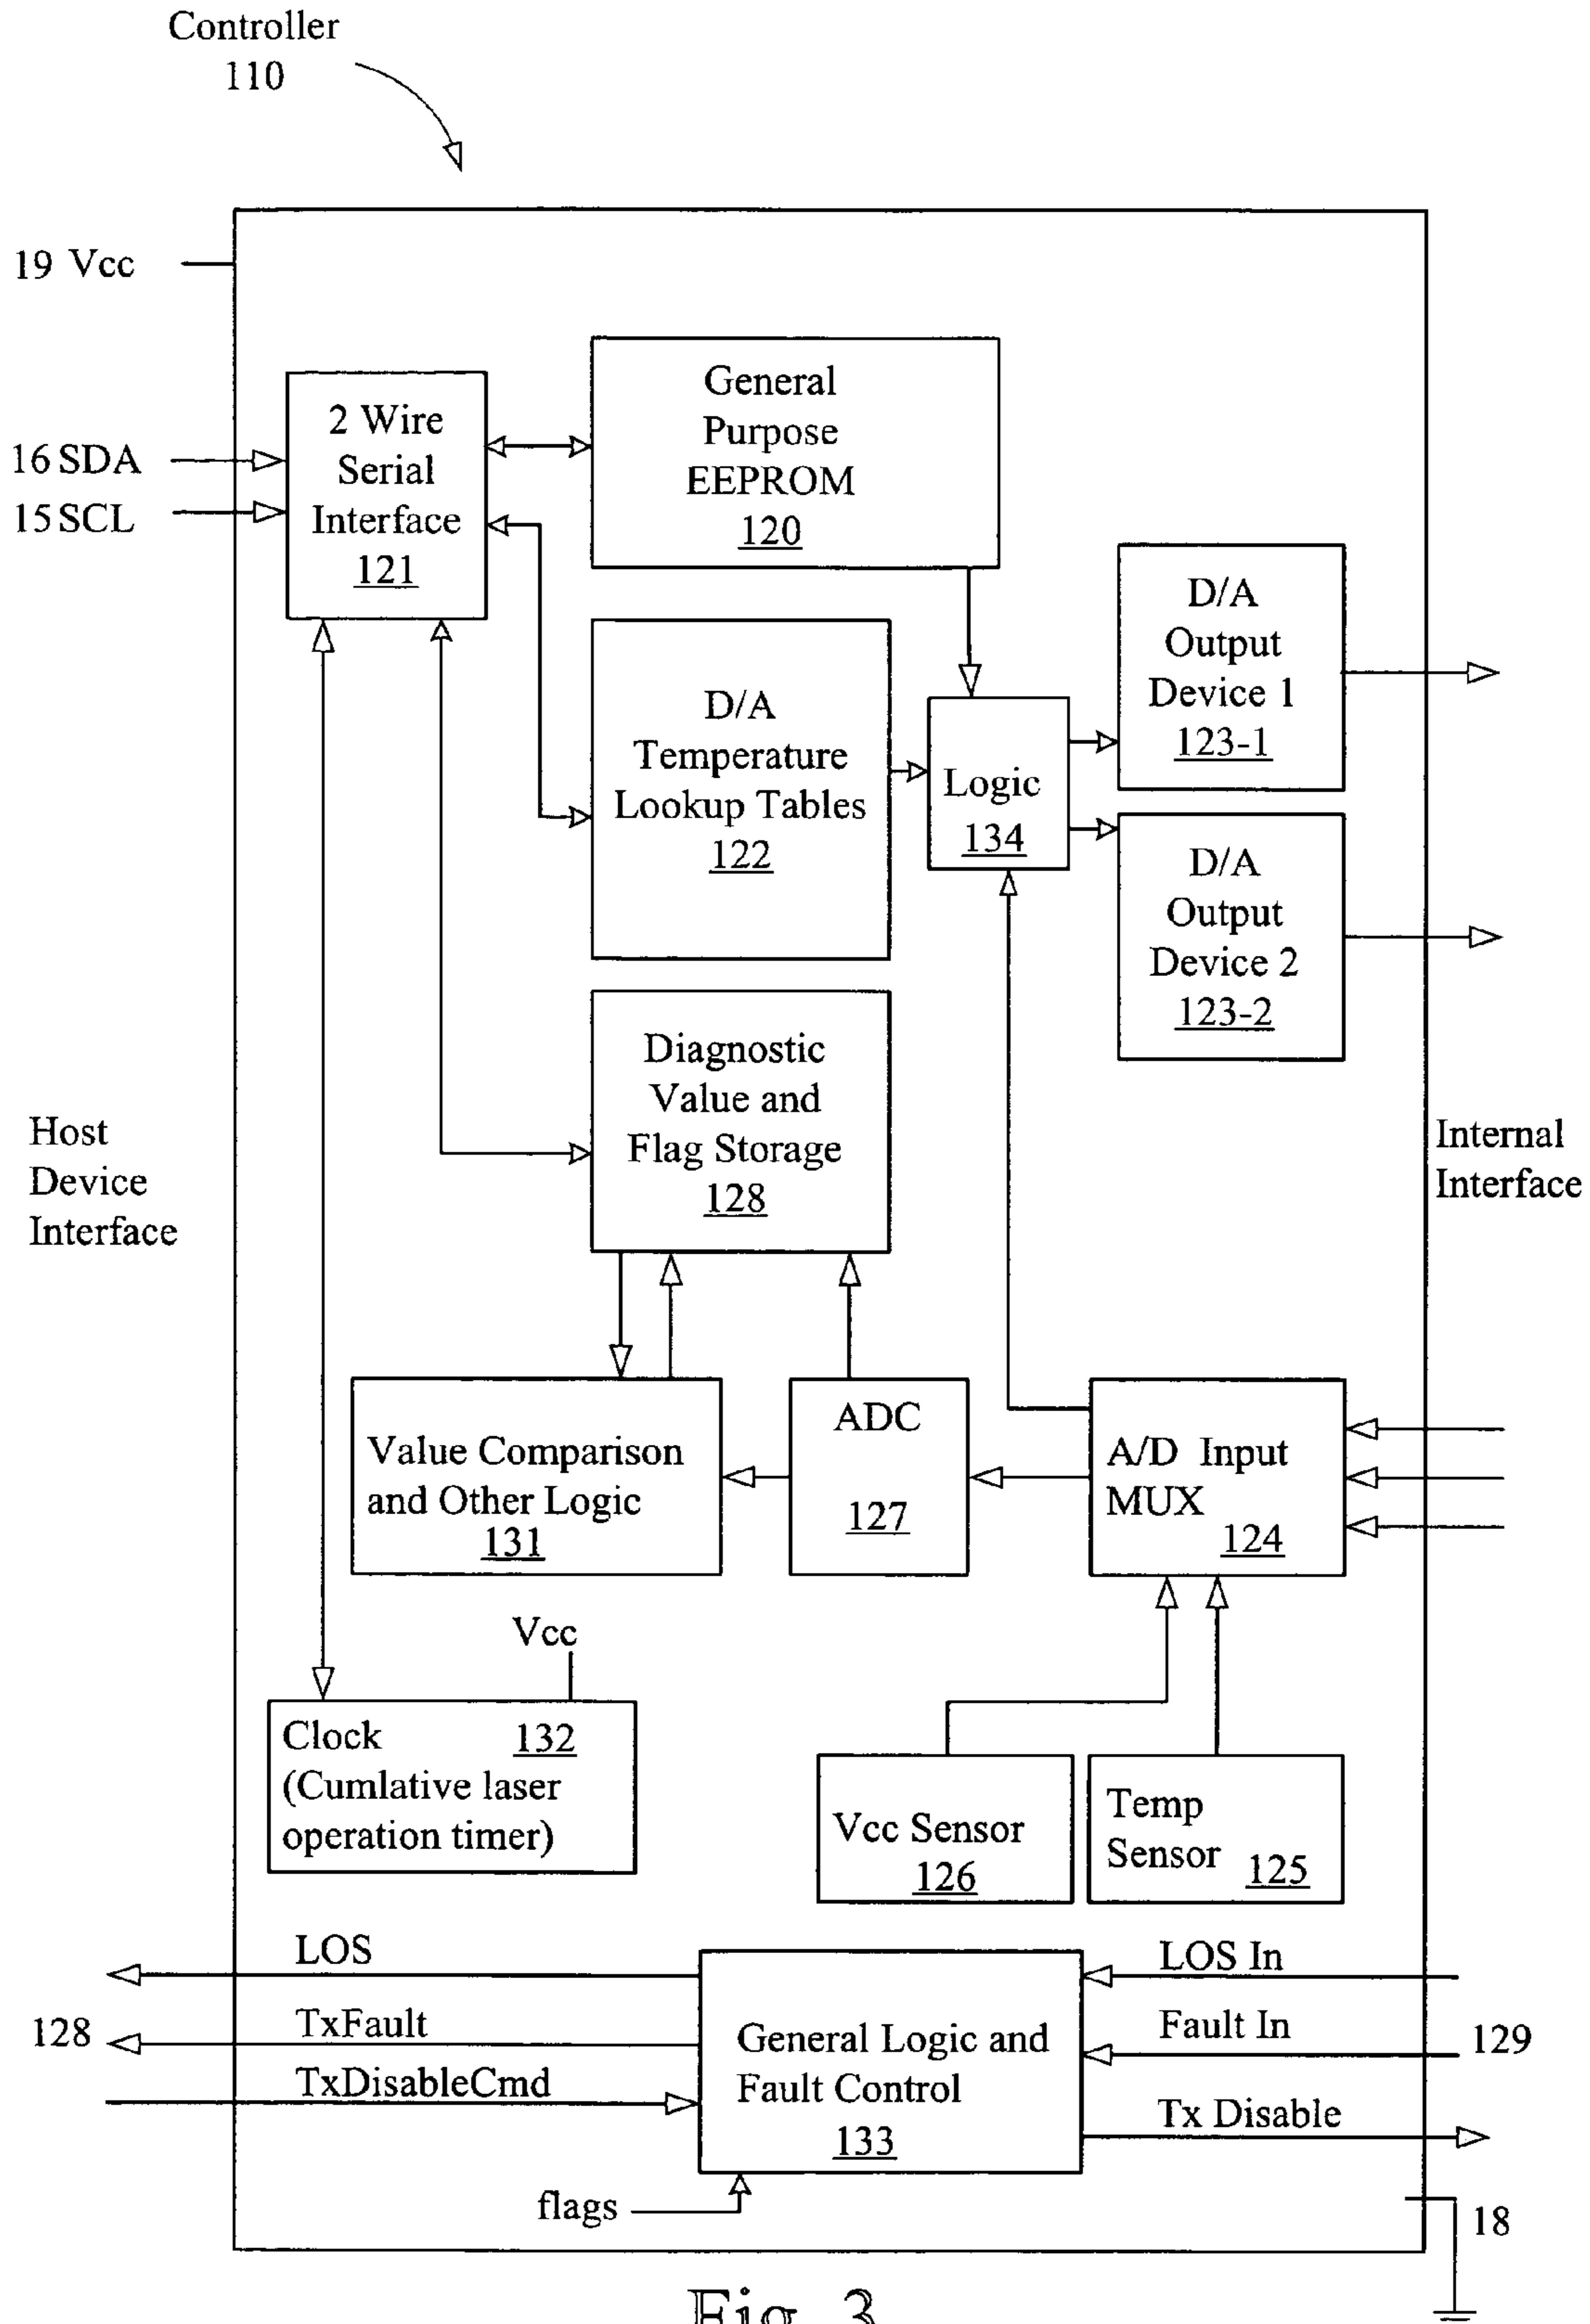 Controller
110
19 Vcc
2 Wire
Serial
Interface
121
16 SDA
15 SCL
General
Purpose
EEPROM
120
D/A
Output
Device 1
123-1
D/A
Temperature
Lookup Tables
122
Logic
134
D/A
Output
Device 2
123-2
Diagnostic
Value and
Flag Storage
128
Host
Device
Interface
Internal
Interface
Value Comparison
and Other Logic
131
ADC
127
A/D Input
MUX
124
Vcc
Clock 132
(Cumlative laser
operation timer)
Vcc Sensor
126
Temp
Sensor 125
LOS
TxFault
TxDisableCmd
128
General Logic and
Fault Control
133
LOS In
Fault In
Tx Disable
129
flags
18
Fig. 3